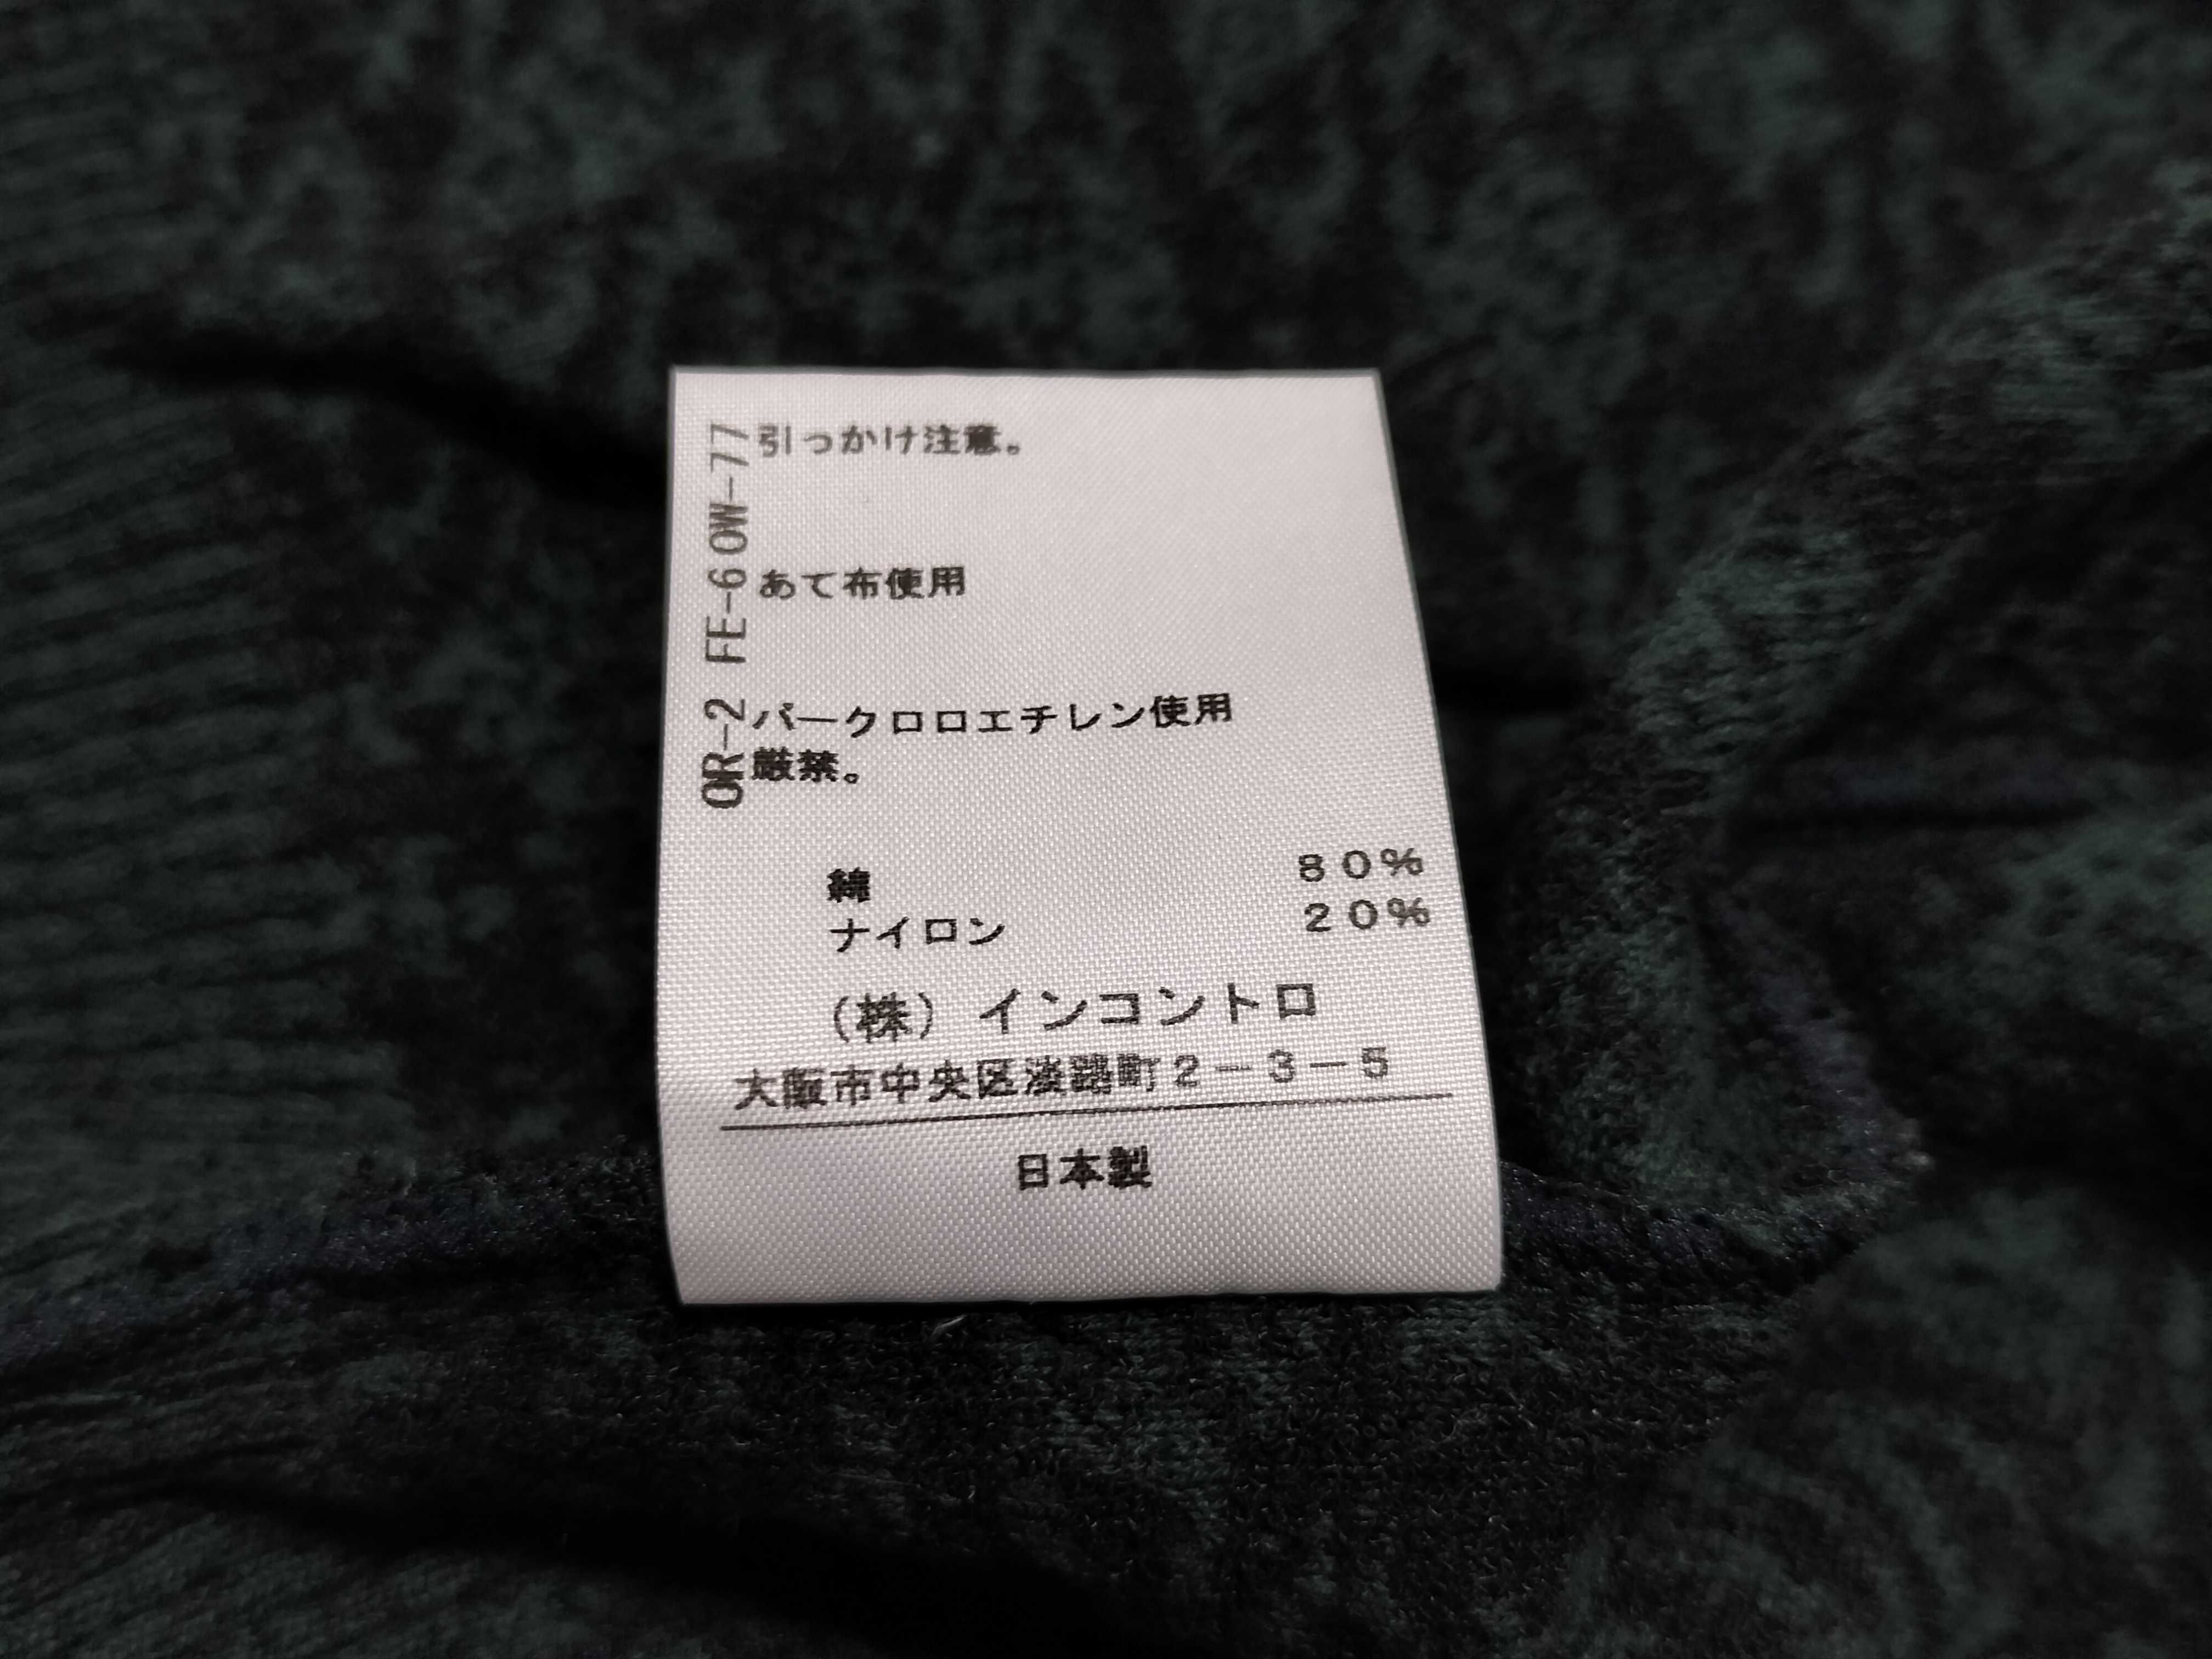 引っかけ注意。
あて布使用
パークロロエチレン使用
厳禁。
OR-2 FE-60W-77
綿 80%
ナイロン 20%
(株) インコントロ
大阪市中央区淡路町2-3-5
日本製